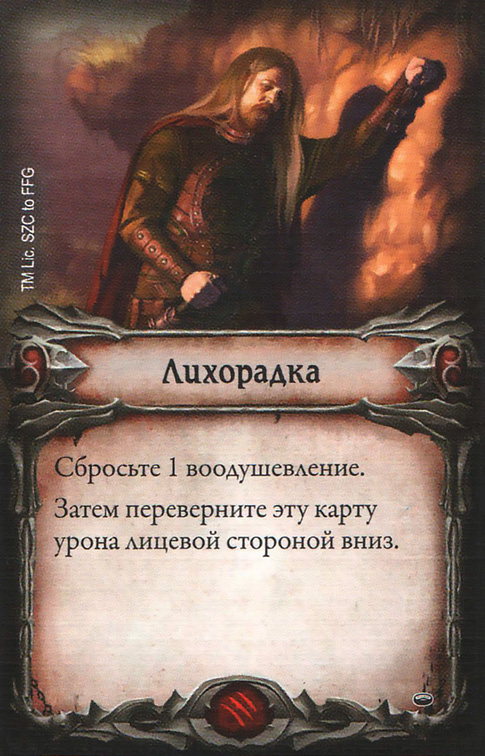 TM Lic. SZC to FFG
Лихорадка
Сбросьте 1 воодушевление.
Затем переверните эту карту
урона лицевой стороной вниз.